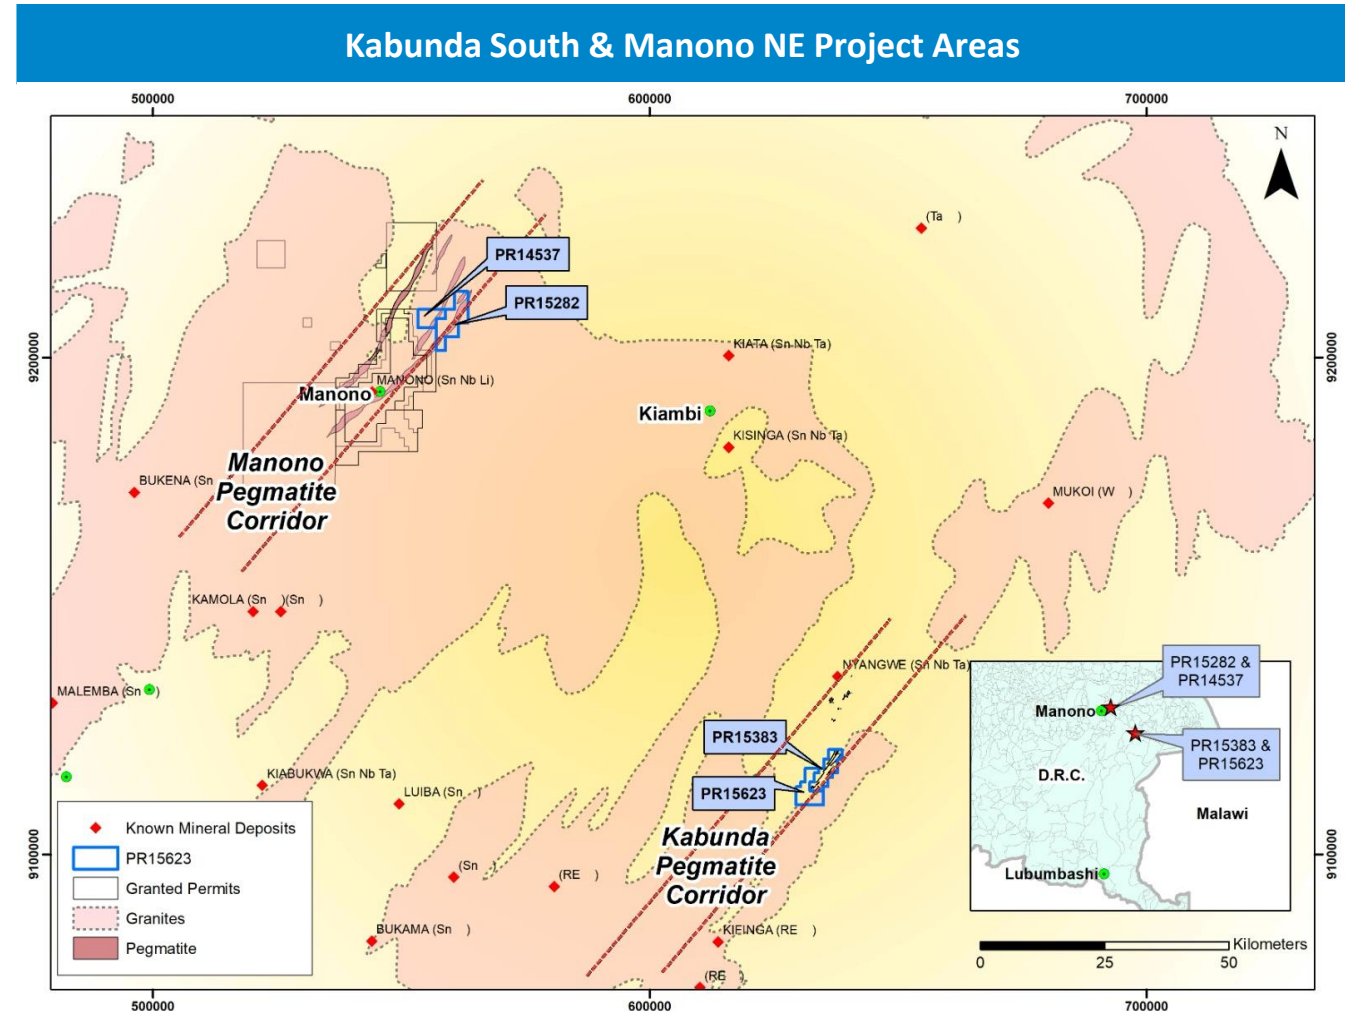 Kabunda South & Manono NE Project Areas
500000
600000
700000
N
(Ta )
PR14537
PR15282
9200000
9200000
KIATA (Sn Nb Ta)
MANONO (Sn Nb Li)
Manono
Kiambi
KISINGA (Sn Nb Ta)
Manono
Pegmatite
Corridor
BUKENA (Sn
MUKOI (W )
KAMOLA (Sn )
(Sn )
NYANGWE (Sn Nb Ta)
MALEMBA (Sn )
PR15383
PR15623
KIABUKWA (Sn Nb Ta)
LUIBA (Sn )
Kabunda
Pegmatite
Corridor
9100000
9100000
(Sn )
(RE )
BUKAMA (Sn )
KIEINGA (RE )
(RE )
PR15282 &
PR14537
Manono
PR15383 &
PR15623
D.R.C.
Malawi
Lubumbashi
Known Mineral Deposits
PR15623
Granted Permits
Granites
Pegmatite
Kilometers
0
25
50
500000
600000
700000